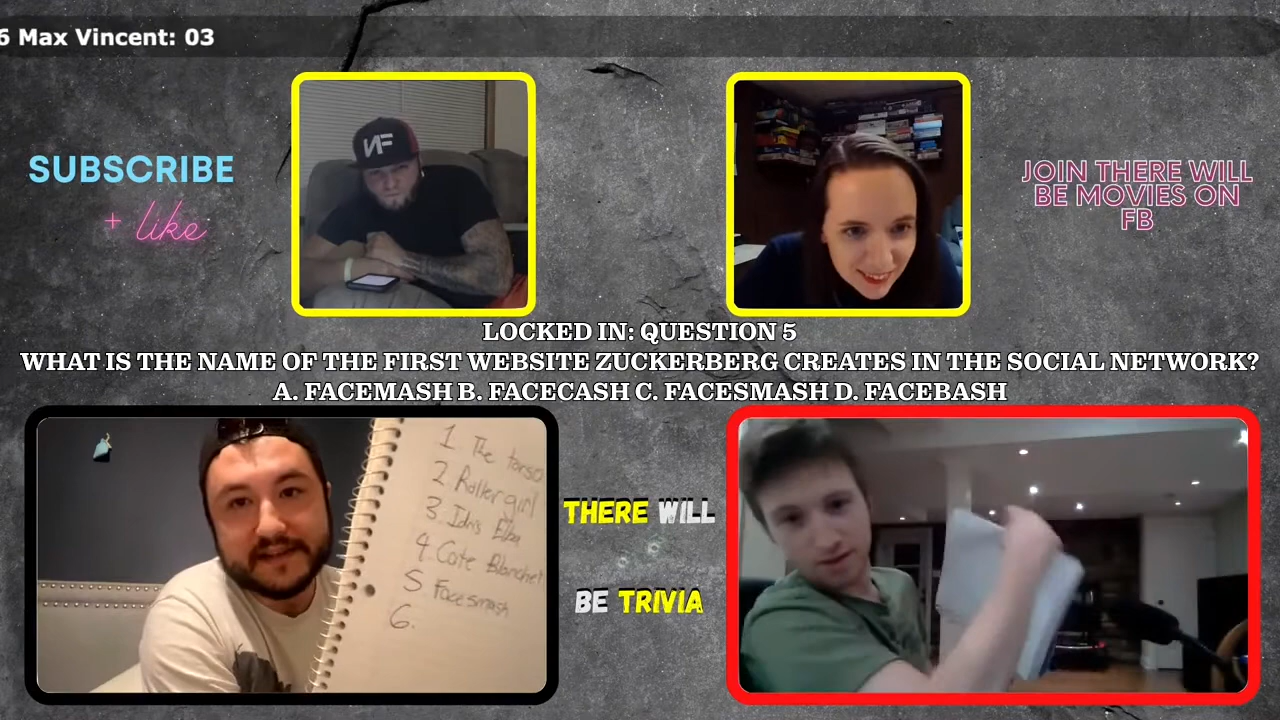 6 Max Vincent: 03
SUBSCRIBE
+ like
NF
JOIN THERE WILL
BE MOVIES ON
FB
LOCKED IN: QUESTION 5
WHAT IS THE NAME OF THE FIRST WEBSITE ZUCKERBERG CREATES IN THE SOCIAL NETWORK?
A. FACEMASH B. FACECASH C. FACESMASH D. FACEBASH
1. The torso
2. Rollergirl
3. Idris Elba
4. Cate Blanchet
5 Facesmash
6.
THERE WILL
BE TRIVIA